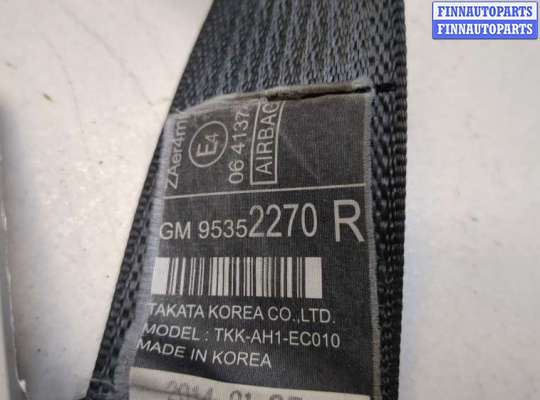 FINNAUTOPARTS
FINNAUTOPARTS
ZAer4m
E4
06 4137
AIRBAG
GM 95352270 R
TAKATA KOREA CO.,LTD.
MODEL : TKK-AH1-EC010
MADE IN KOREA